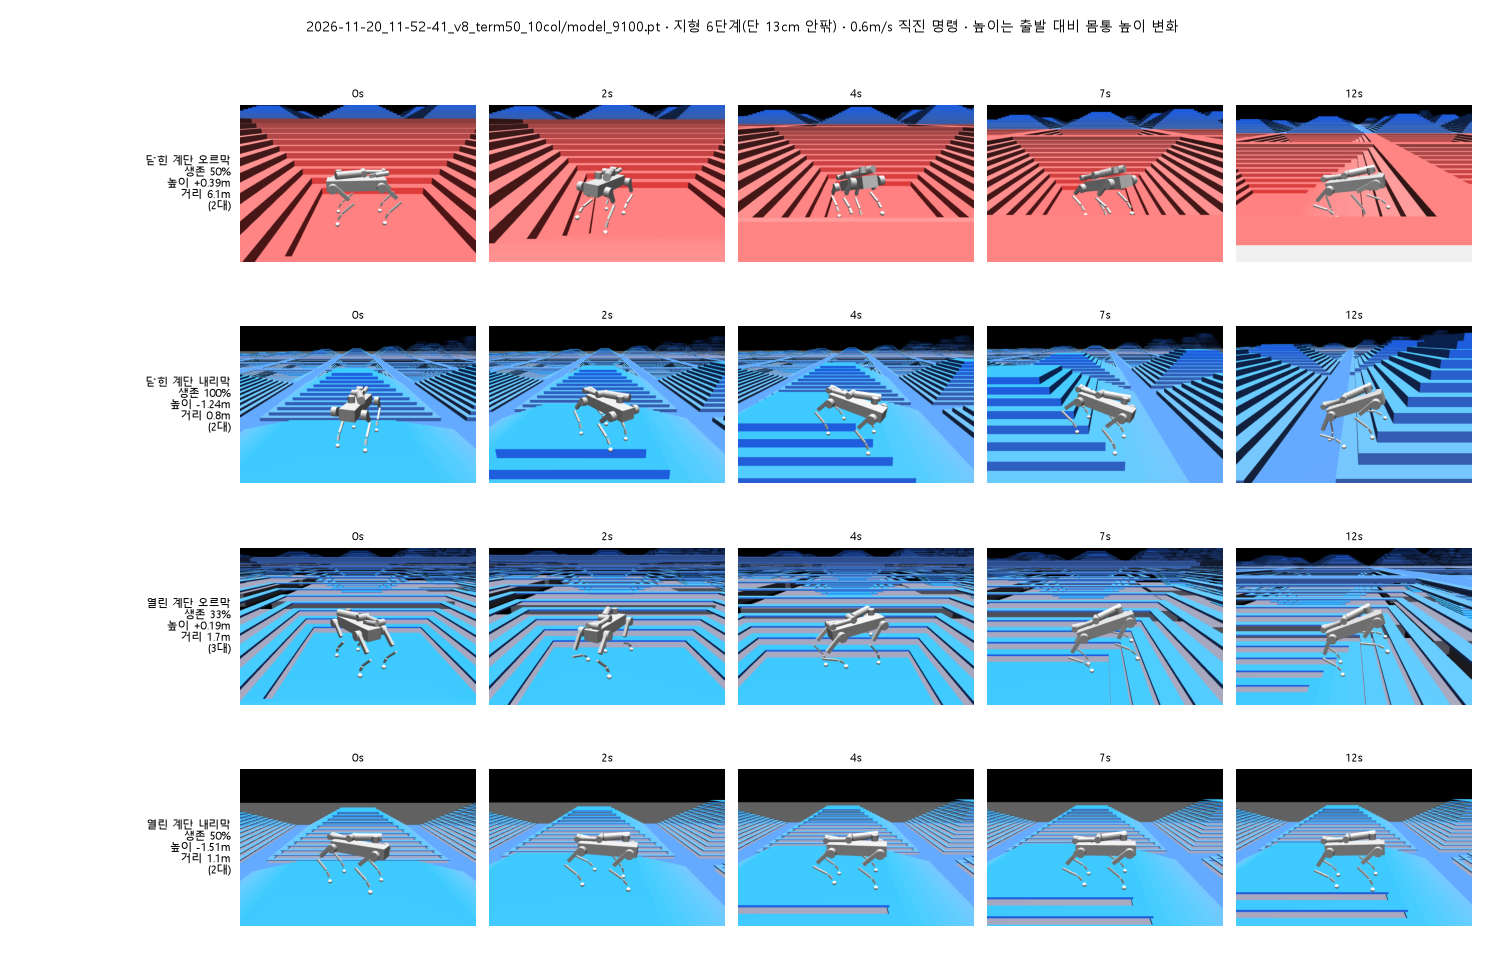 2026-11-20_11-52-41_v8_term50_10col/model_9100.pt · 지형 6단계(단 13cm 안팎) · 0.6m/s 직진 명령 · 높이는 출발 대비 몸통 높이 변화
0s 2s 4s 7s 12s
닫힌 계단 오르막
생존 50%
높이 +0.39m
거리 6.1m
(2대)
0s 2s 4s 7s 12s
닫힌 계단 내리막
생존 100%
높이 -1.24m
거리 0.8m
(2대)
0s 2s 4s 7s 12s
열린 계단 오르막
생존 33%
높이 +0.19m
거리 1.7m
(3대)
0s 2s 4s 7s 12s
열린 계단 내리막
생존 50%
높이 -1.51m
거리 1.1m
(2대)